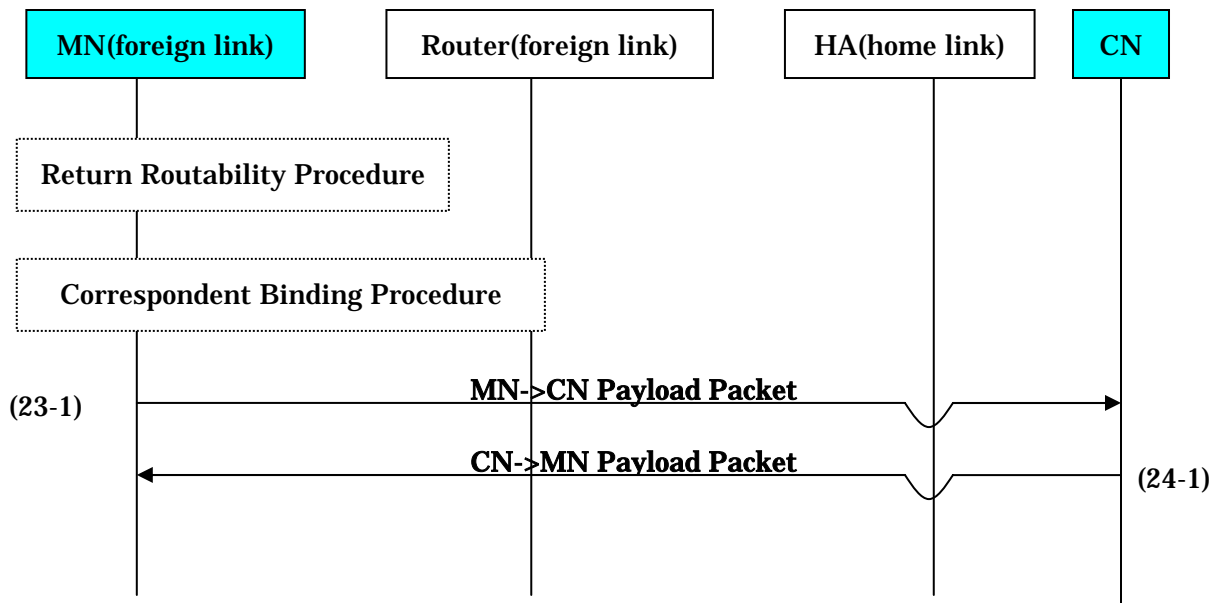 MN(foreign link)
Router(foreign link)
HA(home link)
CN
Return Routability Procedure
Correspondent Binding Procedure
MN->CN Payload Packet
(23-1)
CN->MN Payload Packet
(24-1)